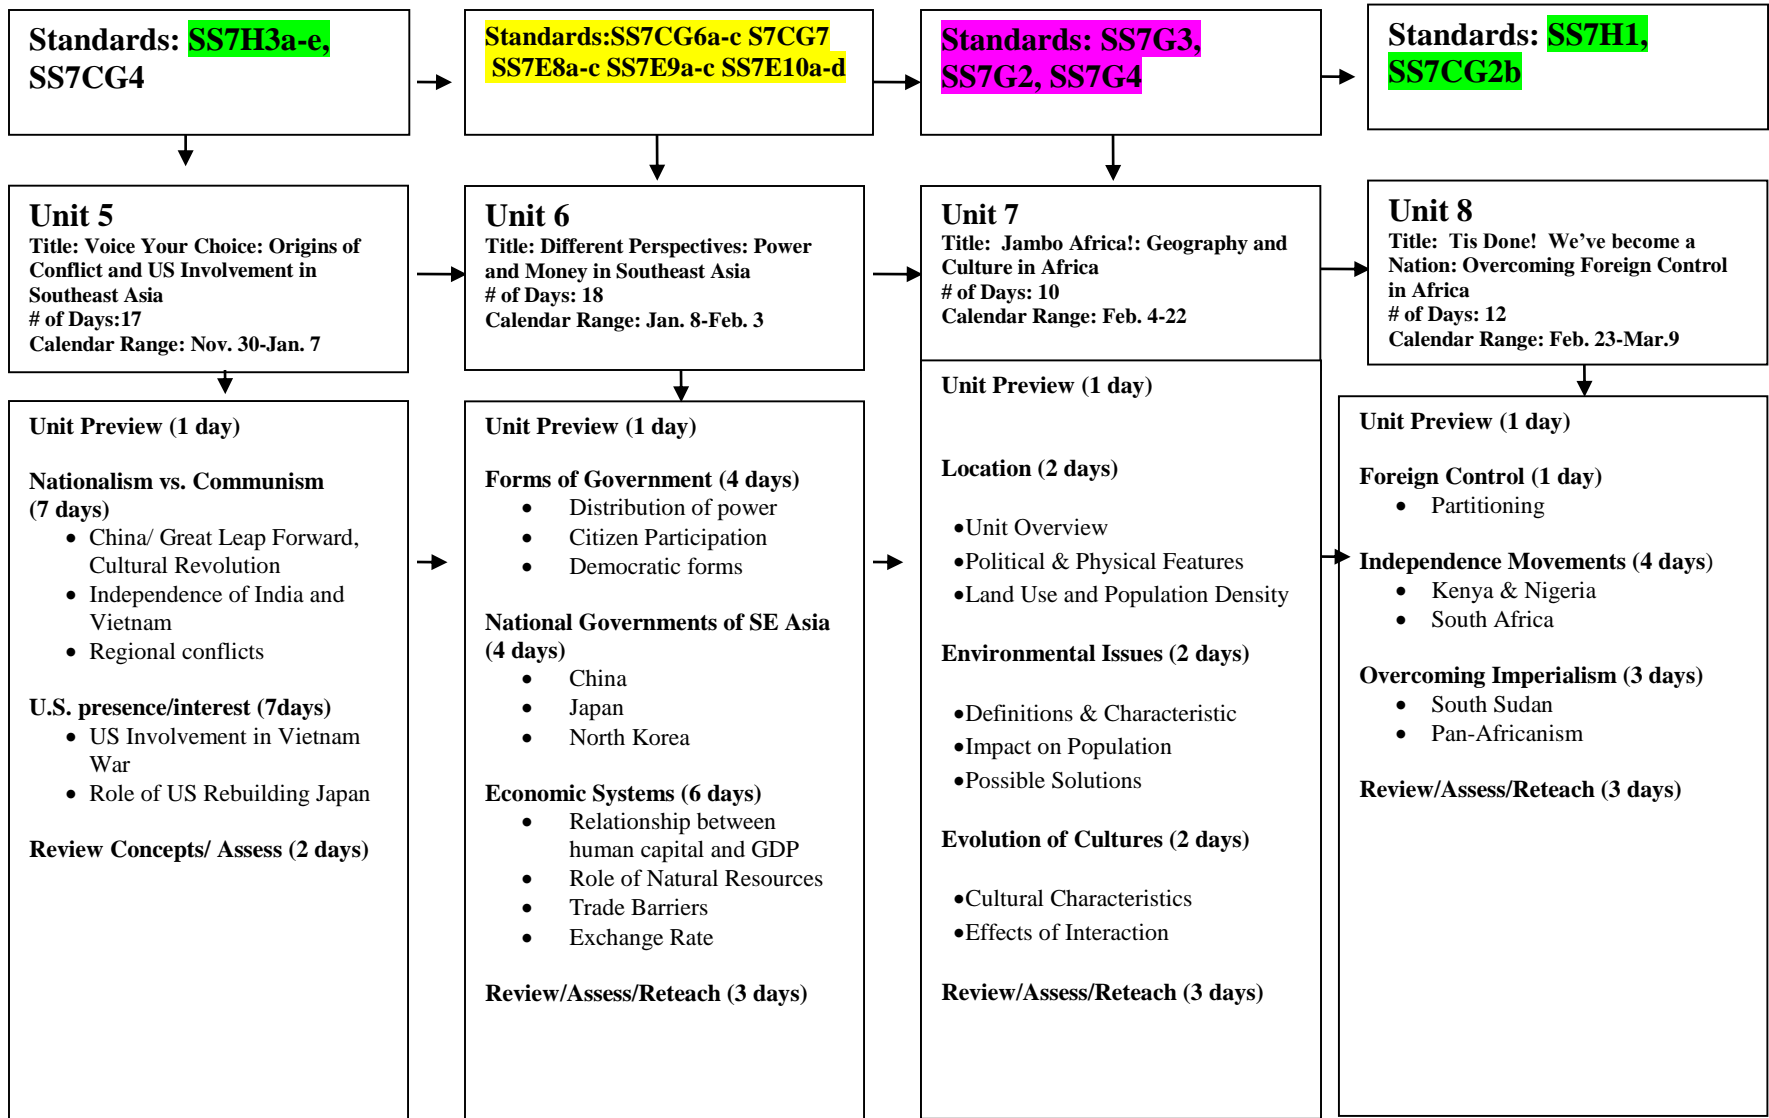 Standards: SS7H3a-e,
SS7CG4
Standards:SS7CG6a-c S7CG7
SS7E8a-c SS7E9a-c SS7E10a-d
Standards: SS7G3,
SS7G2, SS7G4
Standards: SS7H1,
SS7CG2b
Unit 5
Title: Voice Your Choice: Origins of
Conflict and US Involvement in
Southeast Asia
# of Days:17
Calendar Range: Nov. 30-Jan. 7
Unit 6
Title: Different Perspectives: Power
and Money in Southeast Asia
# of Days: 18
Calendar Range: Jan. 8-Feb. 3
Unit 7
Title:  Jambo Africa!: Geography and
Culture in Africa
# of Days: 10
Calendar Range: Feb. 4-22
Unit 8
Title:  Tis Done!  We've become a
Nation: Overcoming Foreign Control
in Africa
# of Days: 12
Calendar Range: Feb. 23-Mar.9
Unit Preview (1 day)
Nationalism vs. Communism
(7 days)
• China/ Great Leap Forward,
Cultural Revolution
• Independence of India and
Vietnam
• Regional conflicts
U.S. presence/interest (7days)
• US Involvement in Vietnam
War
• Role of US Rebuilding Japan
Review Concepts/ Assess (2 days)
Unit Preview (1 day)
Forms of Government (4 days)
• Distribution of power
• Citizen Participation
• Democratic forms
National Governments of SE Asia
(4 days)
• China
• Japan
• North Korea
Economic Systems (6 days)
• Relationship between
human capital and GDP
• Role of Natural Resources
• Trade Barriers
• Exchange Rate
Review/Assess/Reteach (3 days)
Unit Preview (1 day)
Location (2 days)
•Unit Overview
•Political & Physical Features
•Land Use and Population Density
Environmental Issues (2 days)
•Definitions & Characteristic
•Impact on Population
•Possible Solutions
Evolution of Cultures (2 days)
•Cultural Characteristics
•Effects of Interaction
Review/Assess/Reteach (3 days)
Unit Preview (1 day)
Foreign Control (1 day)
• Partitioning
Independence Movements (4 days)
• Kenya & Nigeria
• South Africa
Overcoming Imperialism (3 days)
• South Sudan
• Pan-Africanism
Review/Assess/Reteach (3 days)